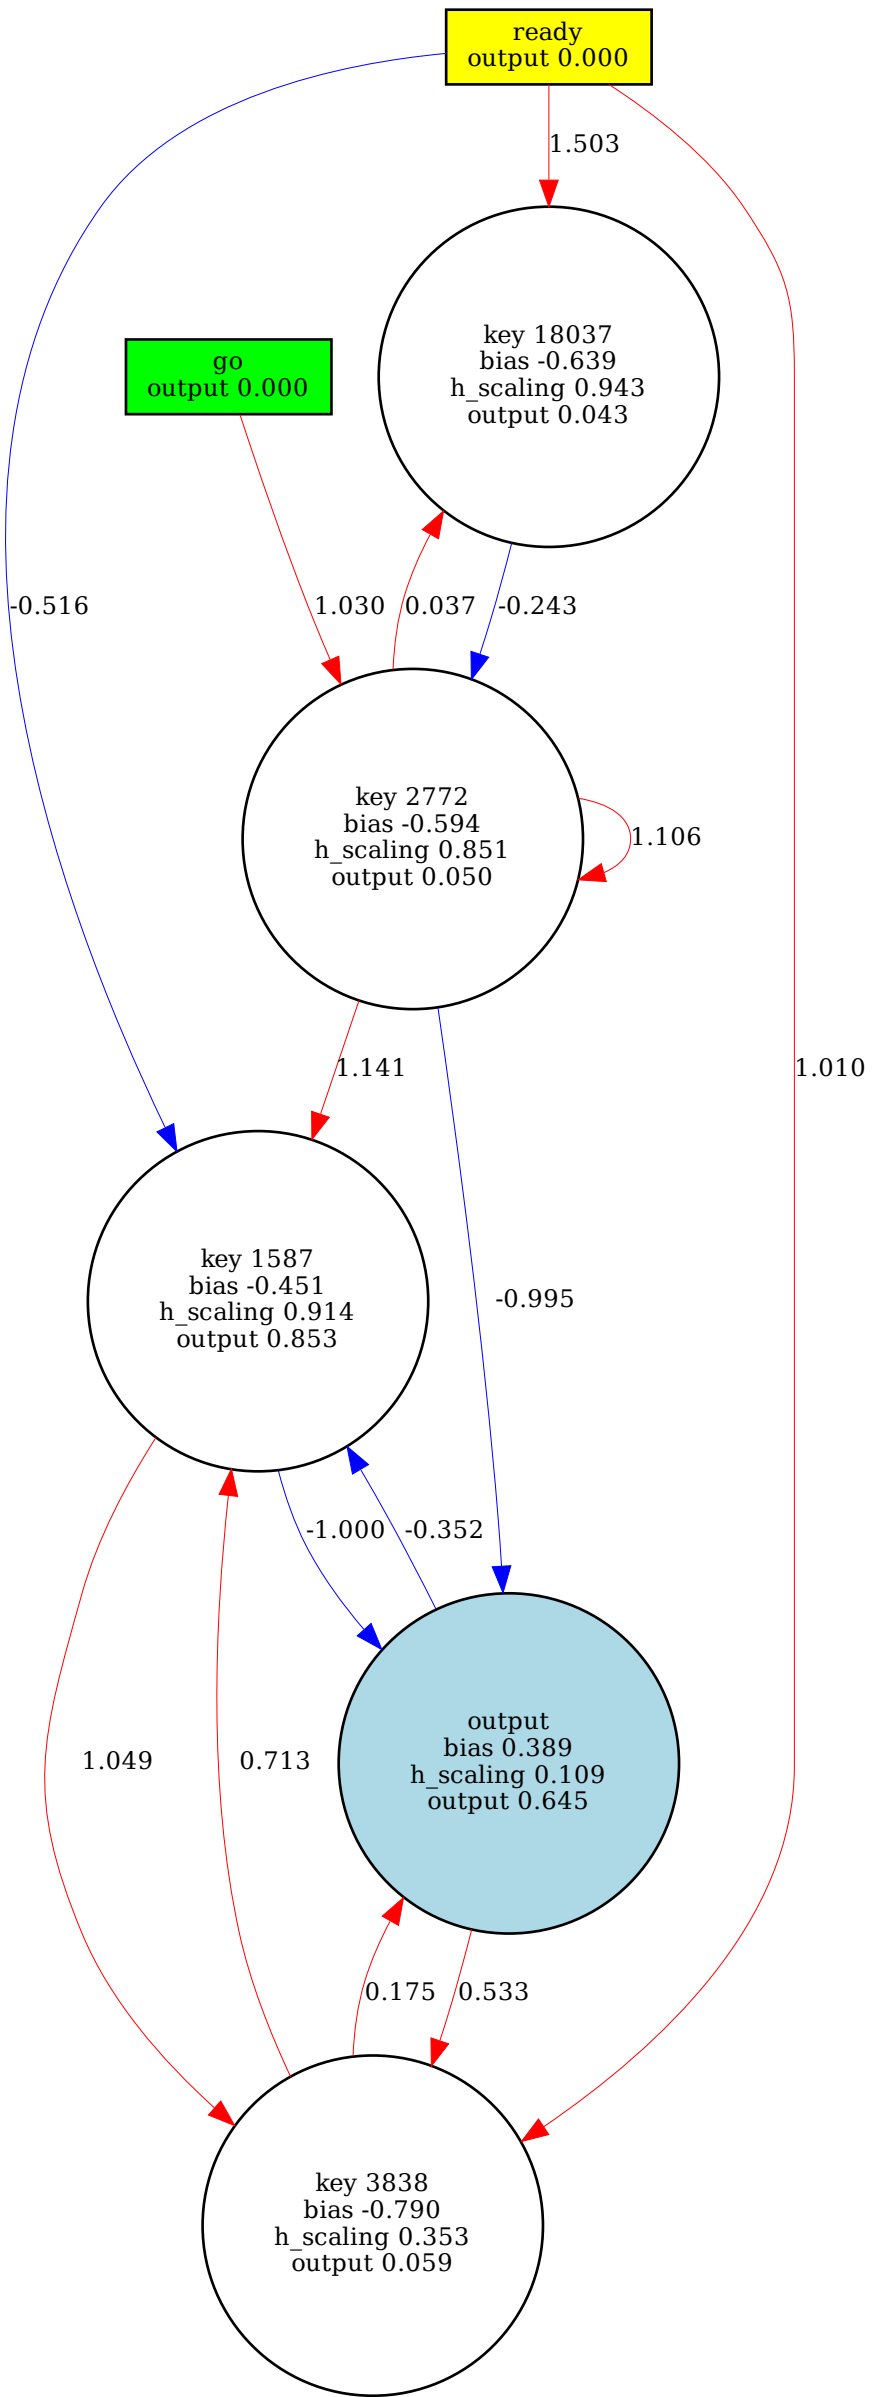 ready
output 0.000
1.503
key 18037
bias -0.639
h_scaling 0.943
output 0.043
go
output 0.000
-0.516
1.030
0.037
-0.243
key 2772
bias -0.594
h_scaling 0.851
output 0.050
1.106
1.141
1.010
key 1587
bias -0.451
h_scaling 0.914
output 0.853
-0.995
-1.000
-0.352
output
bias 0.389
h_scaling 0.109
output 0.645
1.049
0.713
0.175
0.533
key 3838
bias -0.790
h_scaling 0.353
output 0.059